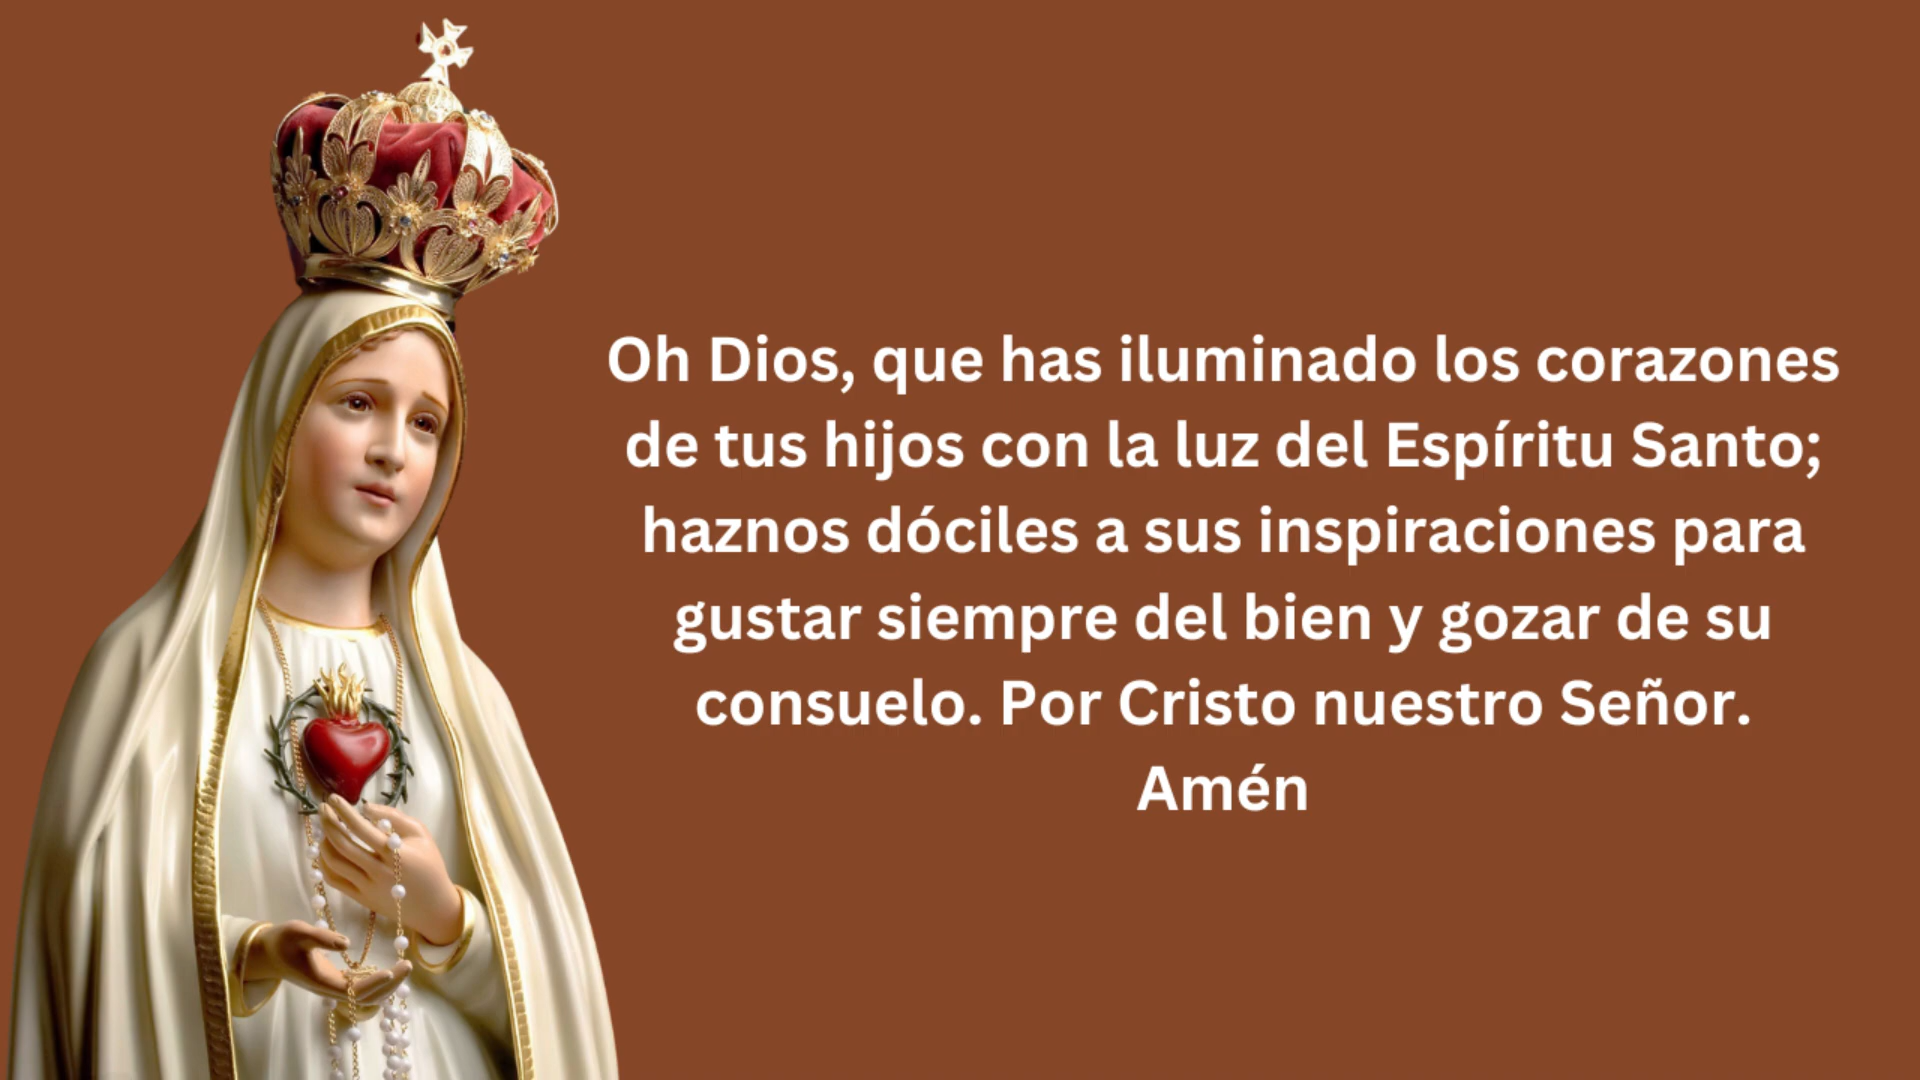 Oh Dios, que has iluminado los corazones
de tus hijos con la luz del Espíritu Santo;
haznos dóciles a sus inspiraciones para
gustar siempre del bien y gozar de su
consuelo. Por Cristo nuestro Señor.
Amén